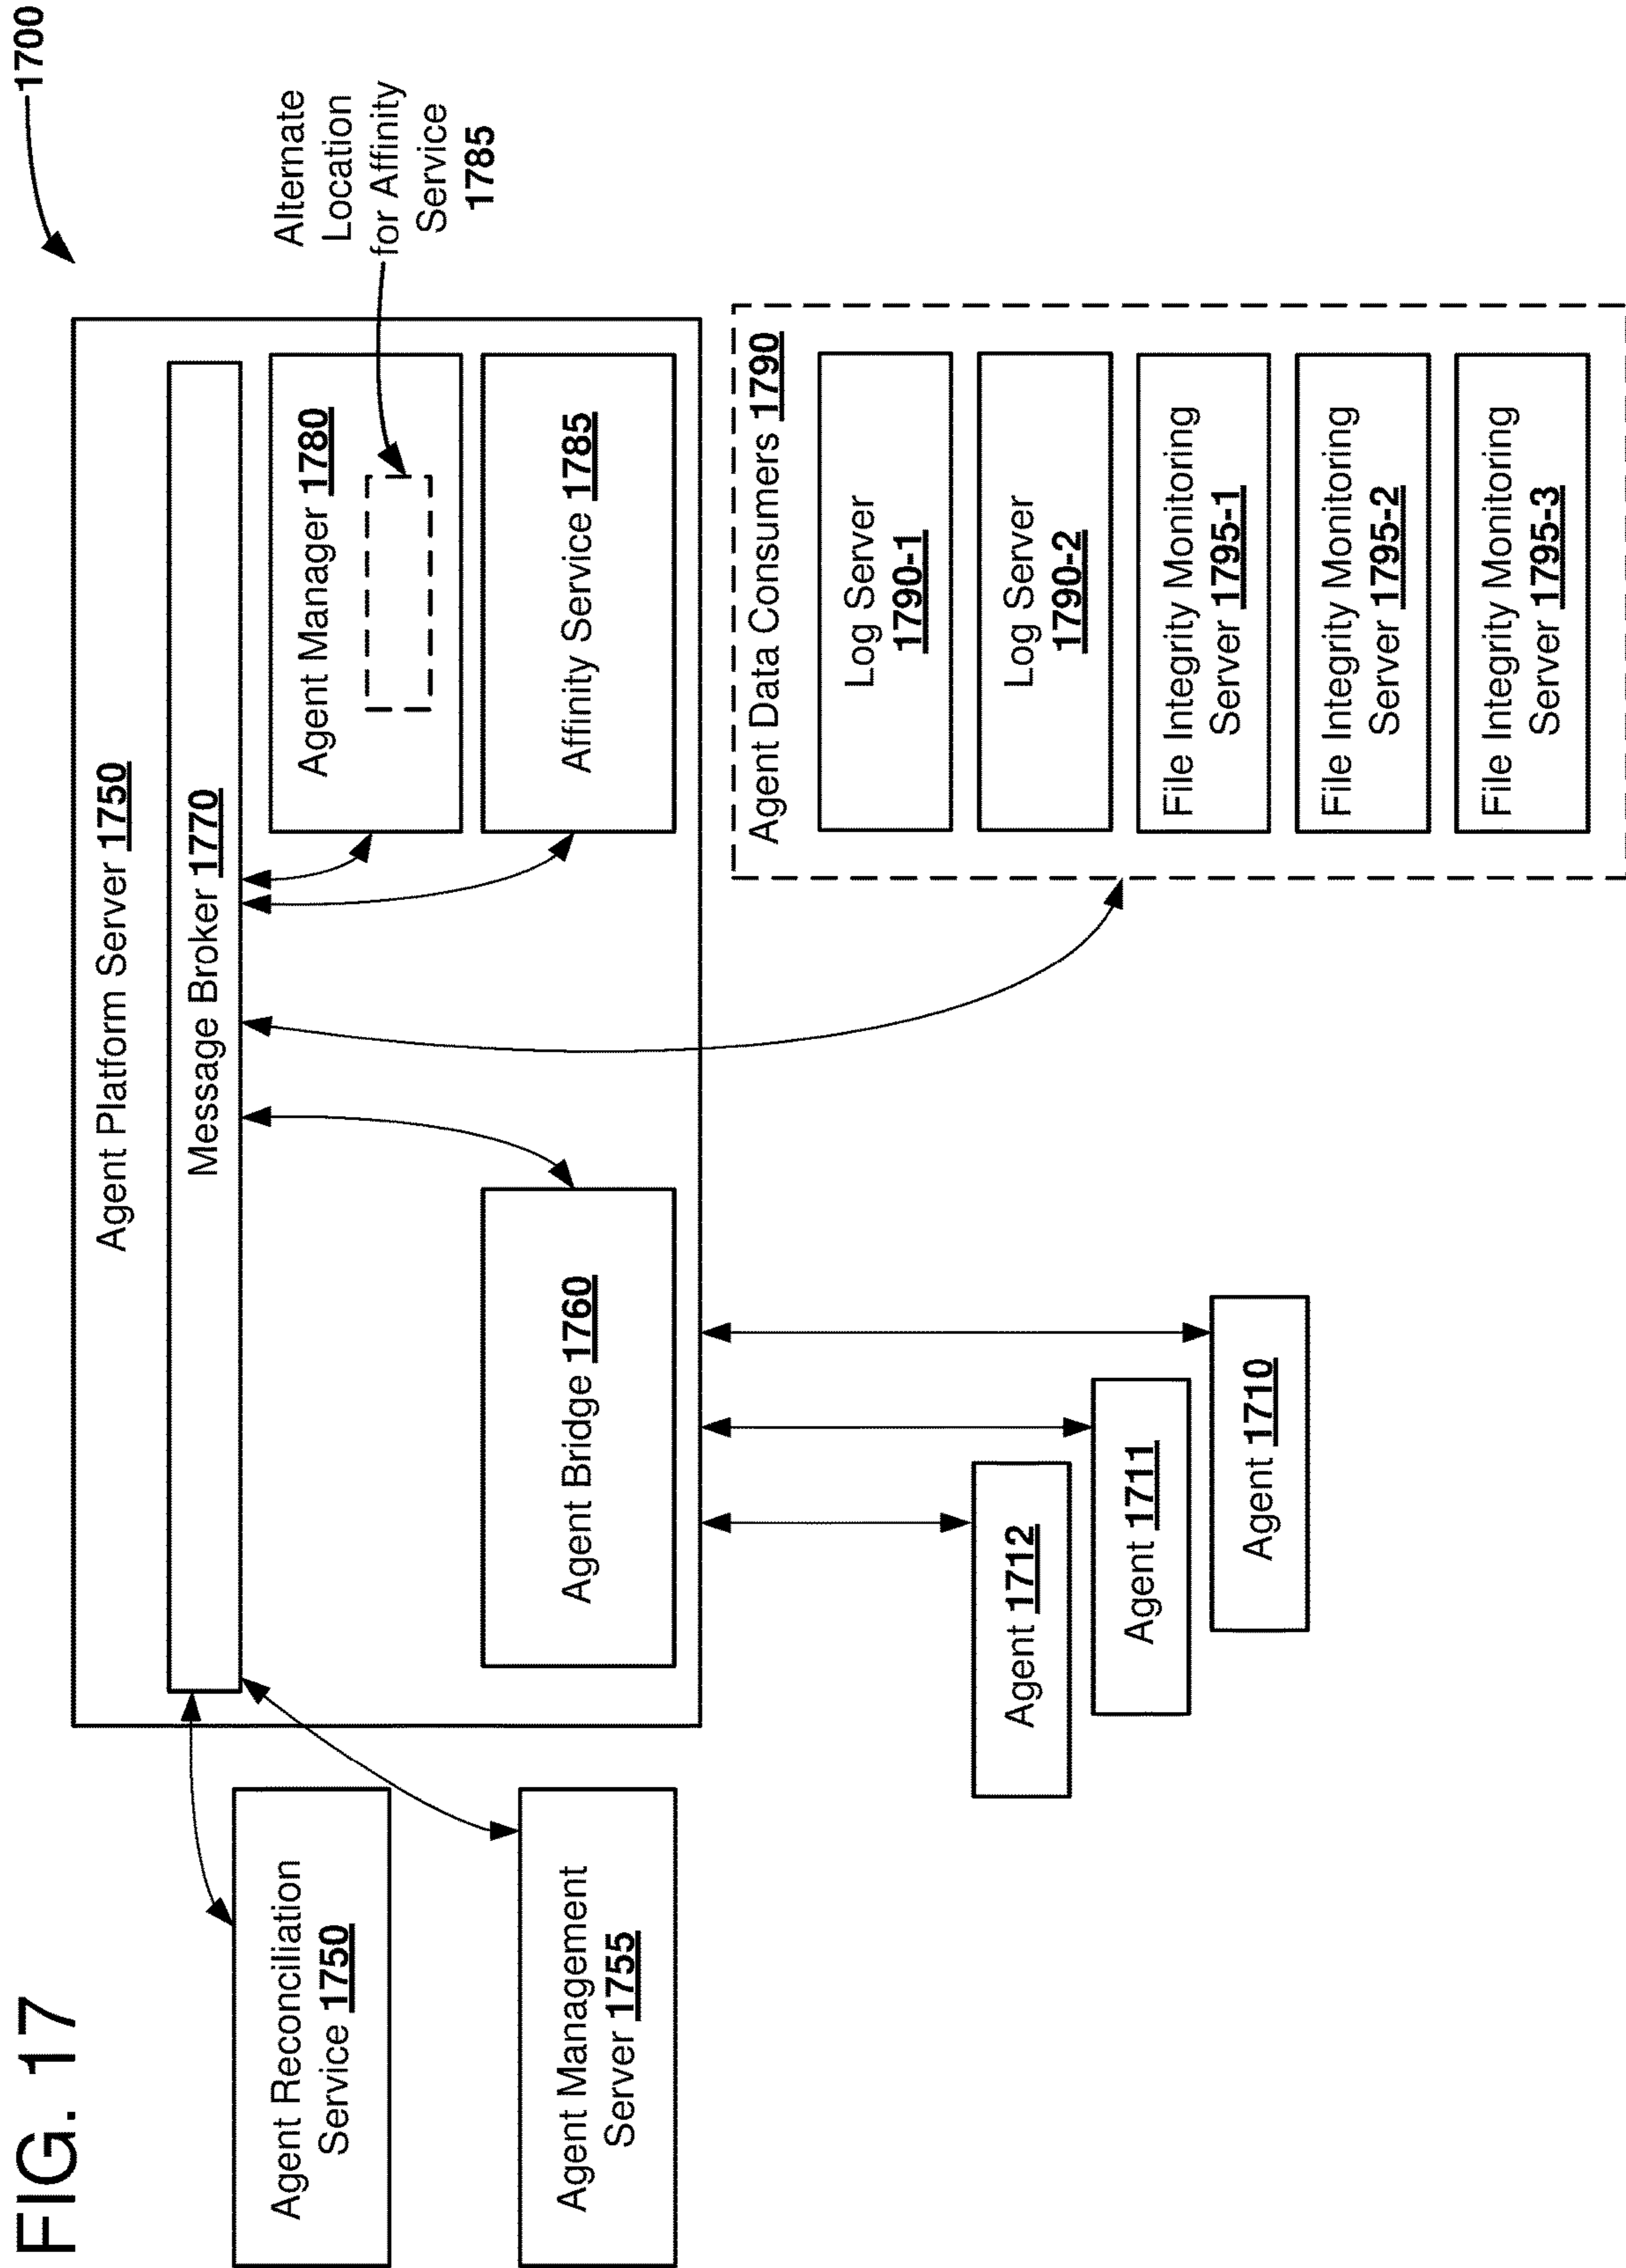 FIG. 17
1700
Agent Platform Server 1750
Message Broker 1770
Agent Reconciliation
Service 1750
Agent Management
Server 1755
Agent Bridge 1760
Agent Manager 1780
Affinity Service 1785
Alternate
Location
for Affinity
Service
1785
Agent 1712
Agent 1711
Agent 1710
Agent Data Consumers 1790
Log Server
1790-1
Log Server
1790-2
File Integrity Monitoring
Server 1795-1
File Integrity Monitoring
Server 1795-2
File Integrity Monitoring
Server 1795-3